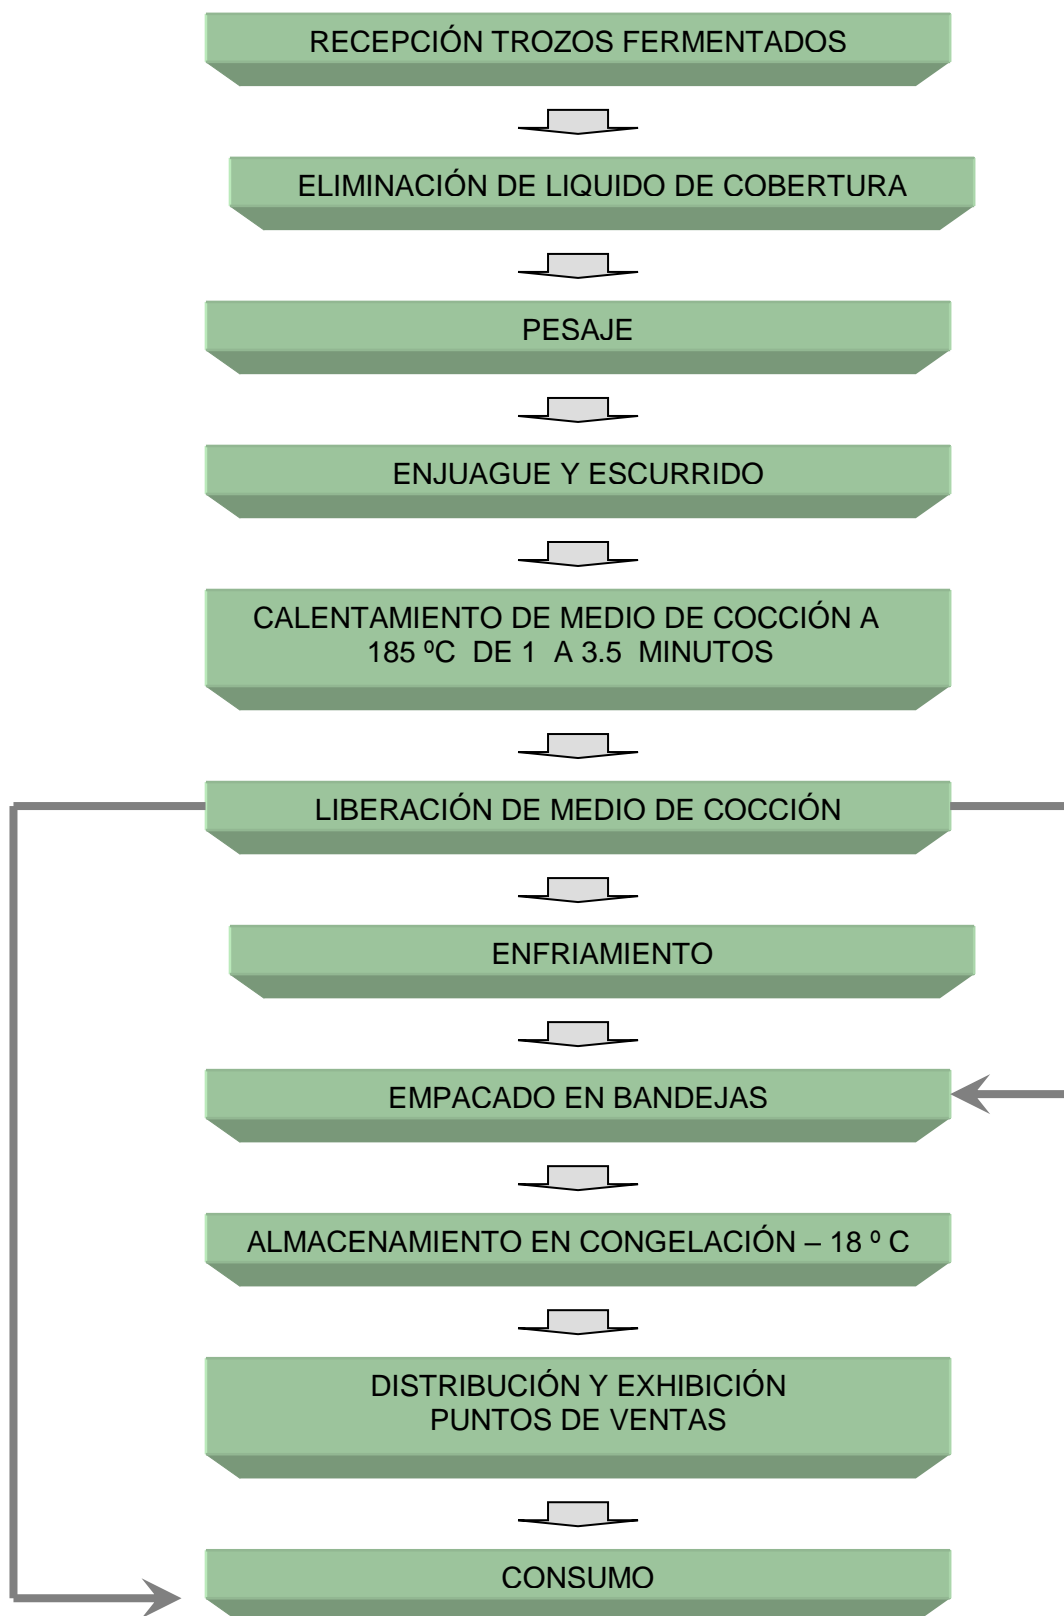 RECEPCIÓN TROZOS FERMENTADOS
ELIMINACIÓN DE LIQUIDO DE COBERTURA
PESAJE
ENJUAGUE Y ESCURRIDO
CALENTAMIENTO DE MEDIO DE COCCIÓN A
185 ºC DE 1 A 3.5 MINUTOS
LIBERACIÓN DE MEDIO DE COCCIÓN
ENFRIAMIENTO
EMPACADO EN BANDEJAS
ALMACENAMIENTO EN CONGELACIÓN – 18 º C
DISTRIBUCIÓN Y EXHIBICIÓN
PUNTOS DE VENTAS
CONSUMO